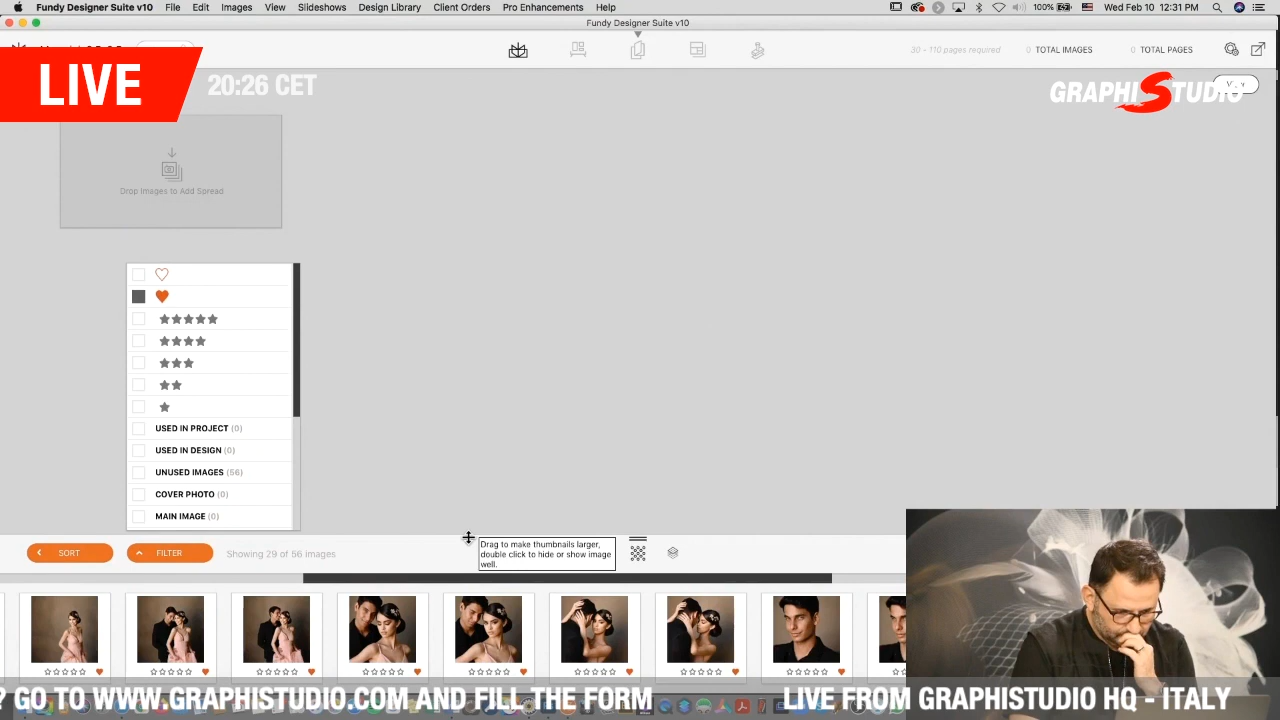 Fundy Designer Suite v10 File Edit Images View Slideshows Design Library Client Orders Pro Enhancements Help 100% Wed Feb 10 12:31 PM
Fundy Designer Suite v10
30 - 110 pages required 0 TOTAL IMAGES 0 TOTAL PAGES
LIVE
20:26 CET
GRAPHISTUDIO
Drop Images to Add Spread
USED IN PROJECT (0)
USED IN DESIGN (0)
UNUSED IMAGES (56)
COVER PHOTO (0)
MAIN IMAGE (0)
SORT FILTER Showing 29 of 56 images
Drag to make thumbnails larger,
double click to hide or show image
well.
? GO TO WWW.GRAPHISTUDIO.COM AND FILL THE FORM LIVE FROM GRAPHISTUDIO HQ - ITALY